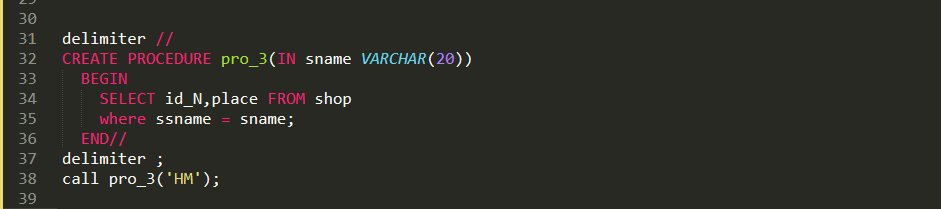 30
31 delimiter //
32 CREATE PROCEDURE pro_3(IN sname VARCHAR(20))
33 BEGIN
34 SELECT id_N,place FROM shop
35 where ssname = sname;
36 END//
37 delimiter ;
38 call pro_3('HM');
39